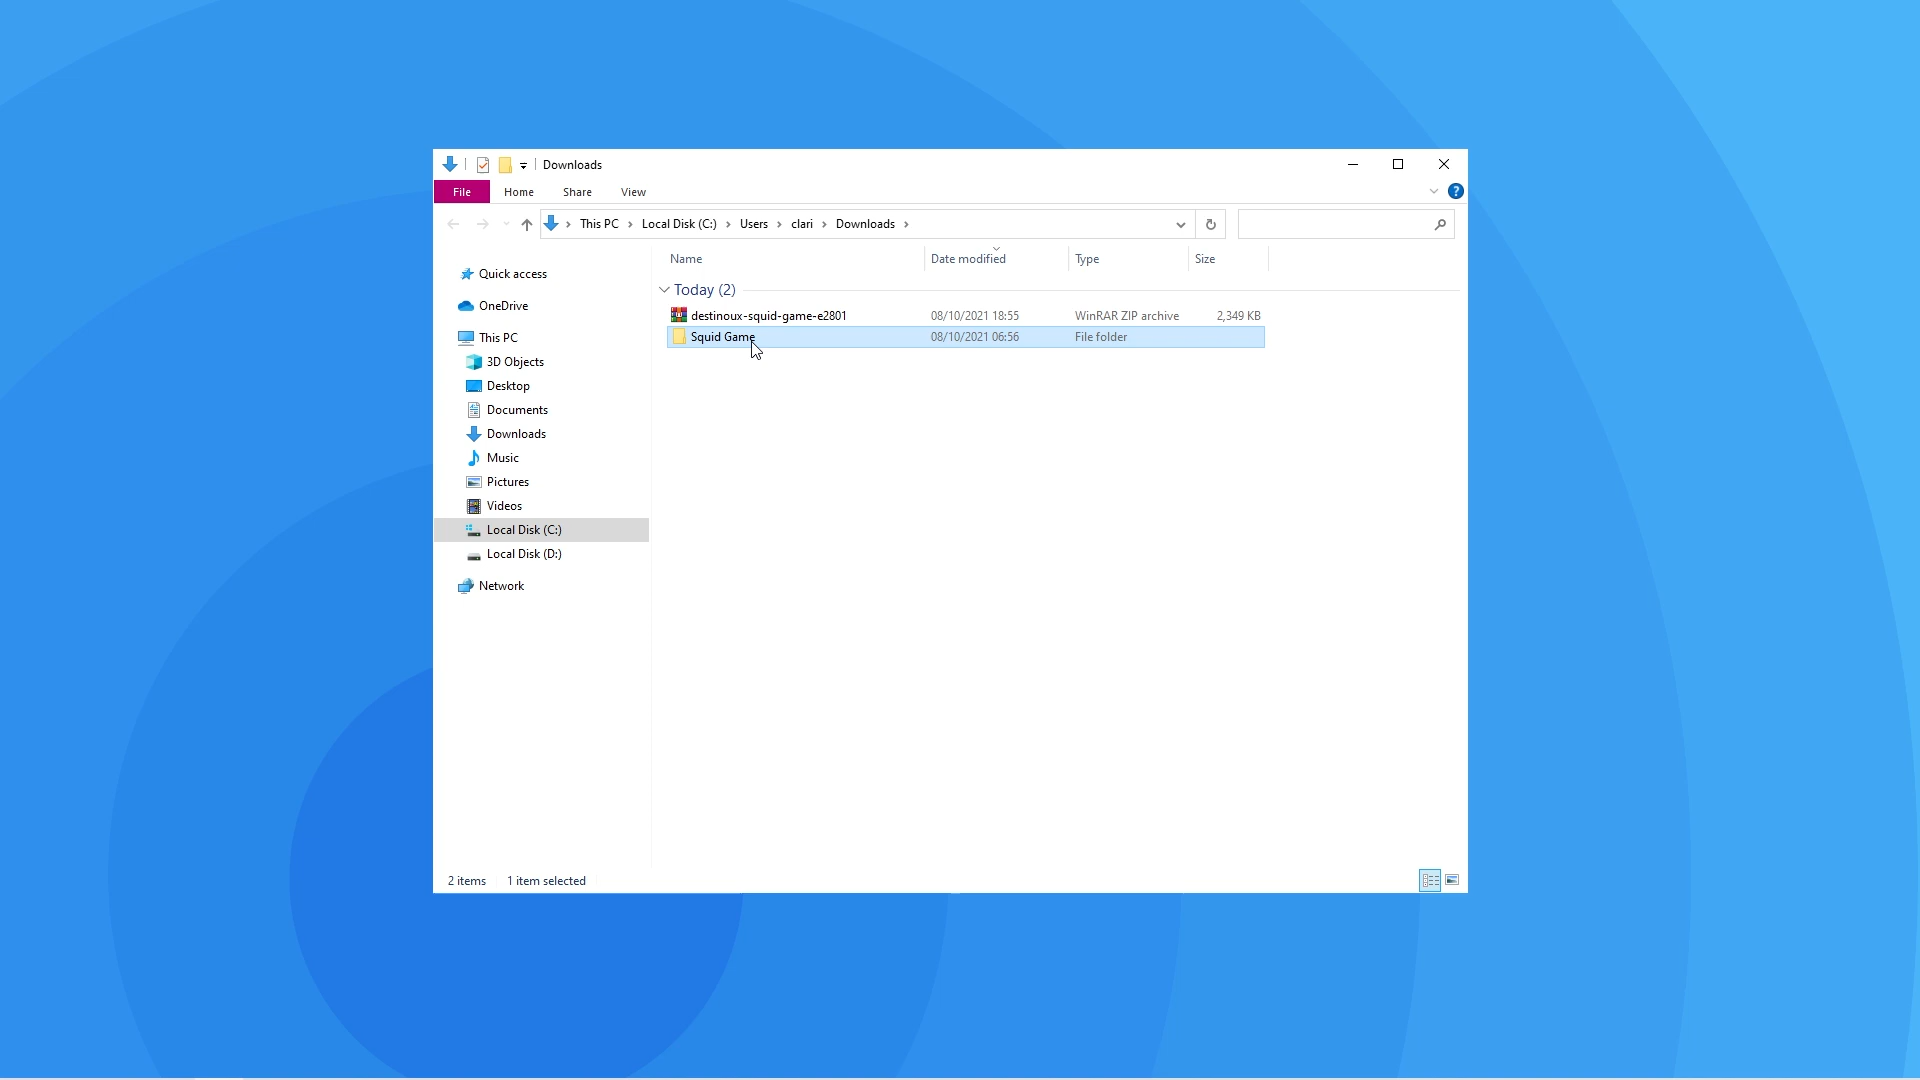 Downloads
File Home Share View ?
This PC Local Disk (C:) Users clari Downloads
Name Date modified Type Size
Today (2)
destinoux-squid-game-e2801 08/10/2021 18:55 WinRAR ZIP archive 2,349 KB
Squid Game 08/10/2021 06:56 File folder
Quick access
OneDrive
This PC
3D Objects
Desktop
Documents
Downloads
Music
Pictures
Videos
Local Disk (C:)
Local Disk (D:)
Network
2 items 1 item selected